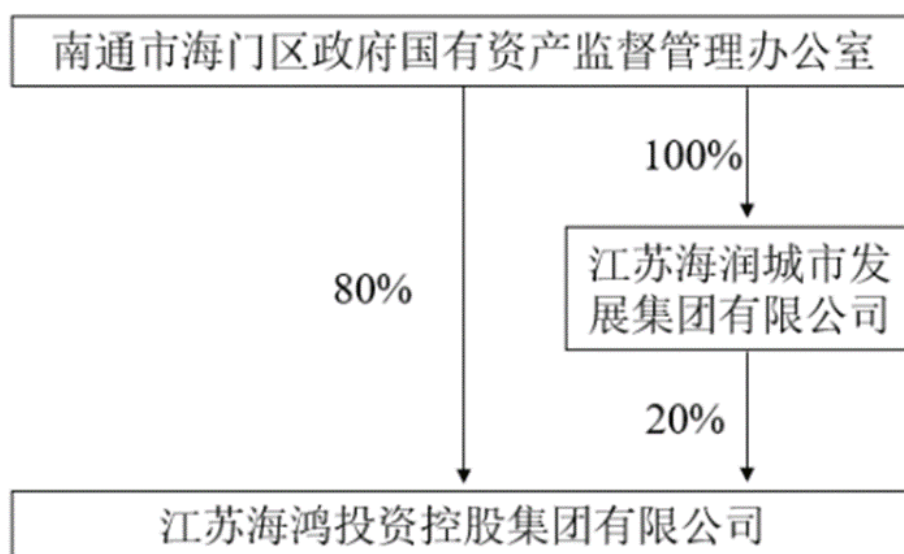 南通市海门区政府国有资产监督管理办公室
100%
江苏海润城市发
展集团有限公司
80%
20%
江苏海鸿投资控股集团有限公司